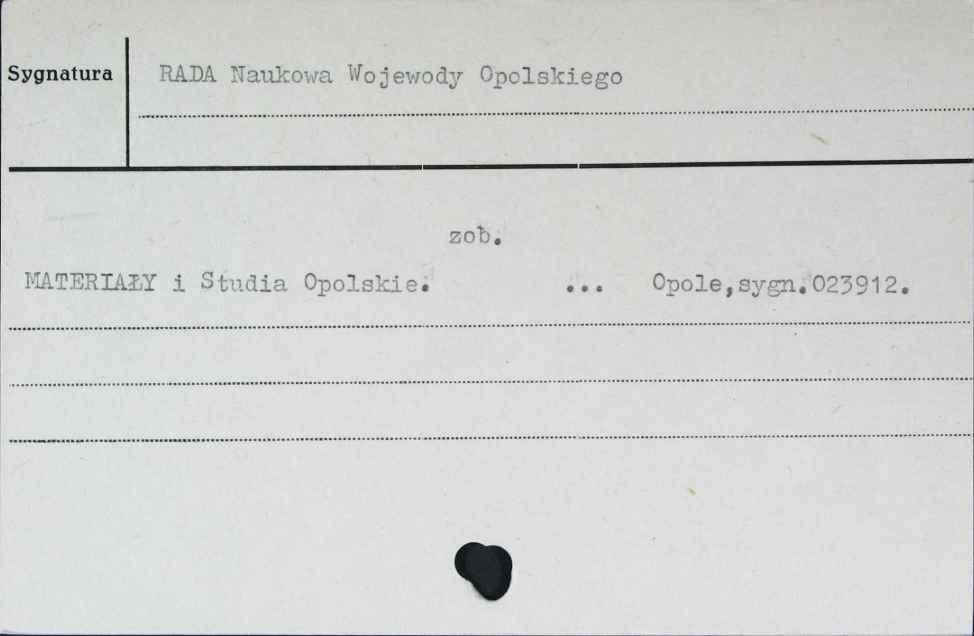 Sygnatura RADA Naukowa Wojewody Opolskiego
zob.
MATERIAŁY i Studia Opolskie. ... Opole,sygn.023912.